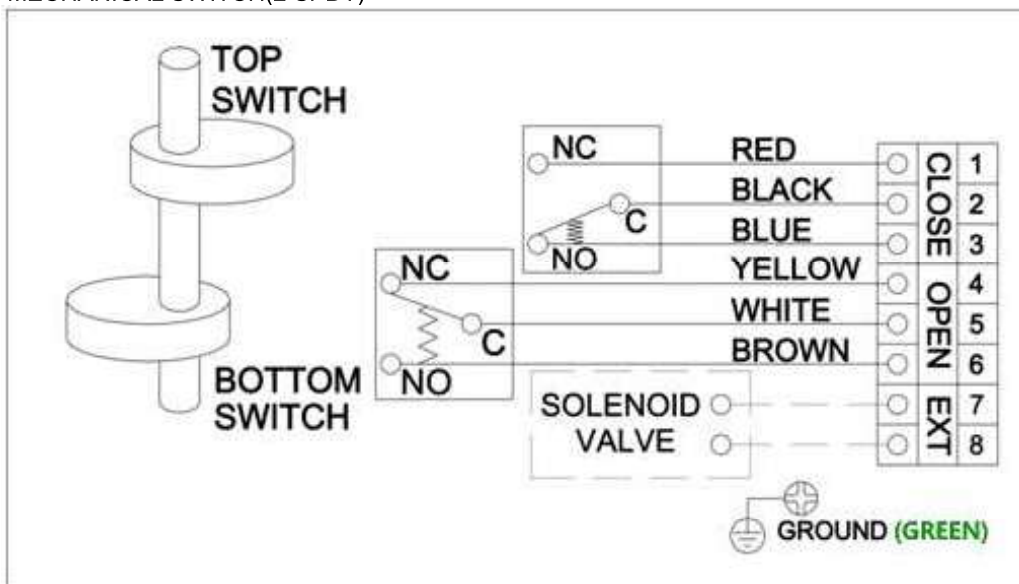 TOP
SWITCH
BOTTOM
SWITCH
NC
C
NO
NC
C
NO
RED
BLACK
BLUE
YELLOW
WHITE
BROWN
SOLENOID
VALVE
CLOSE
OPEN
EXT
1
2
3
4
5
6
7
8
GROUND (GREEN)